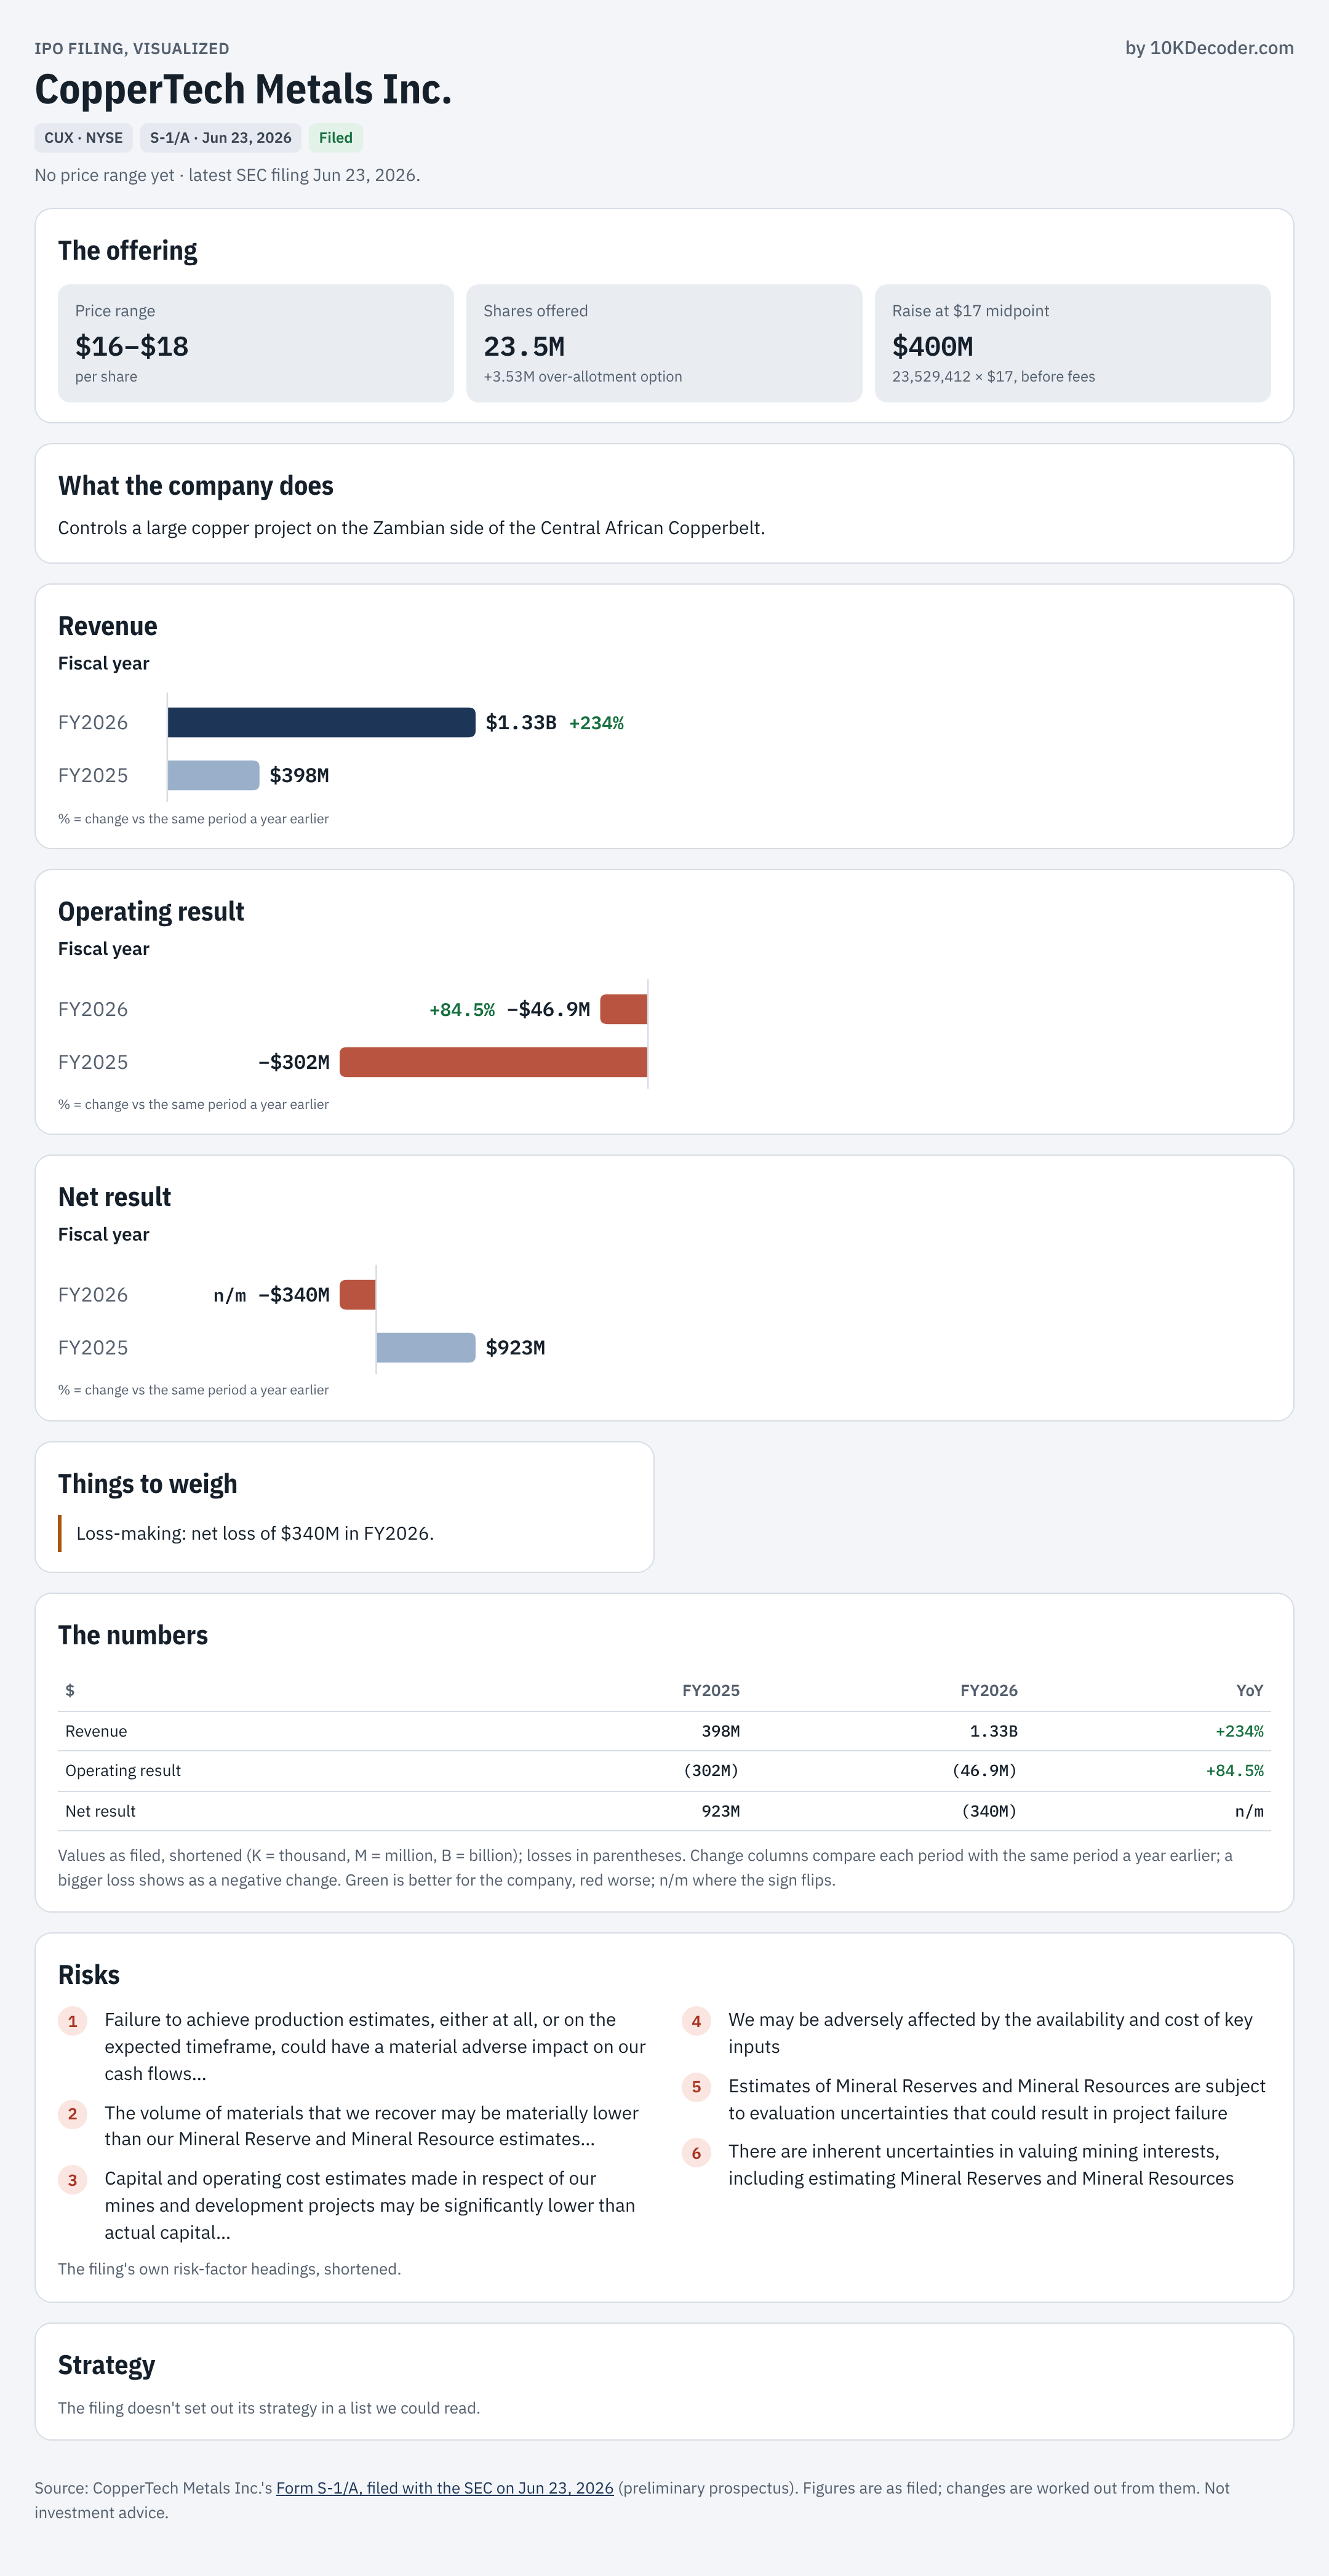 IPO FILING, VISUALIZED
by 10KDecoder.com
CopperTech Metals Inc.
CUX · NYSE
S-1/A · Jun 23, 2026
Filed
No price range yet · latest SEC filing Jun 23, 2026.
The offering
Price range
$16–$18
per share
Shares offered
23.5M
+3.53M over-allotment option
Raise at $17 midpoint
$400M
23,529,412 × $17, before fees
What the company does
Controls a large copper project on the Zambian side of the Central African Copperbelt.
Revenue
Fiscal year
FY2026 $1.33B +234%
FY2025 $398M
% = change vs the same period a year earlier
Operating result
Fiscal year
FY2026 +84.5% −$46.9M
FY2025 −$302M
% = change vs the same period a year earlier
Net result
Fiscal year
FY2026 n/m −$340M
FY2025 $923M
% = change vs the same period a year earlier
Things to weigh
Loss-making: net loss of $340M in FY2026.
The numbers
$ FY2025 FY2026 YoY
Revenue 398M 1.33B +234%
Operating result (302M) (46.9M) +84.5%
Net result 923M (340M) n/m
Values as filed, shortened (K = thousand, M = million, B = billion); losses in parentheses. Change columns compare each period with the same period a year earlier; a
bigger loss shows as a negative change. Green is better for the company, red worse; n/m where the sign flips.
Risks
1 Failure to achieve production estimates, either at all, or on the
expected timeframe, could have a material adverse impact on our
cash flows…
2 The volume of materials that we recover may be materially lower
than our Mineral Reserve and Mineral Resource estimates…
3 Capital and operating cost estimates made in respect of our
mines and development projects may be significantly lower than
actual capital…
4 We may be adversely affected by the availability and cost of key
inputs
5 Estimates of Mineral Reserves and Mineral Resources are subject
to evaluation uncertainties that could result in project failure
6 There are inherent uncertainties in valuing mining interests,
including estimating Mineral Reserves and Mineral Resources
The filing's own risk-factor headings, shortened.
Strategy
The filing doesn't set out its strategy in a list we could read.
Source: CopperTech Metals Inc.'s Form S-1/A, filed with the SEC on Jun 23, 2026 (preliminary prospectus). Figures are as filed; changes are worked out from them. Not
investment advice.